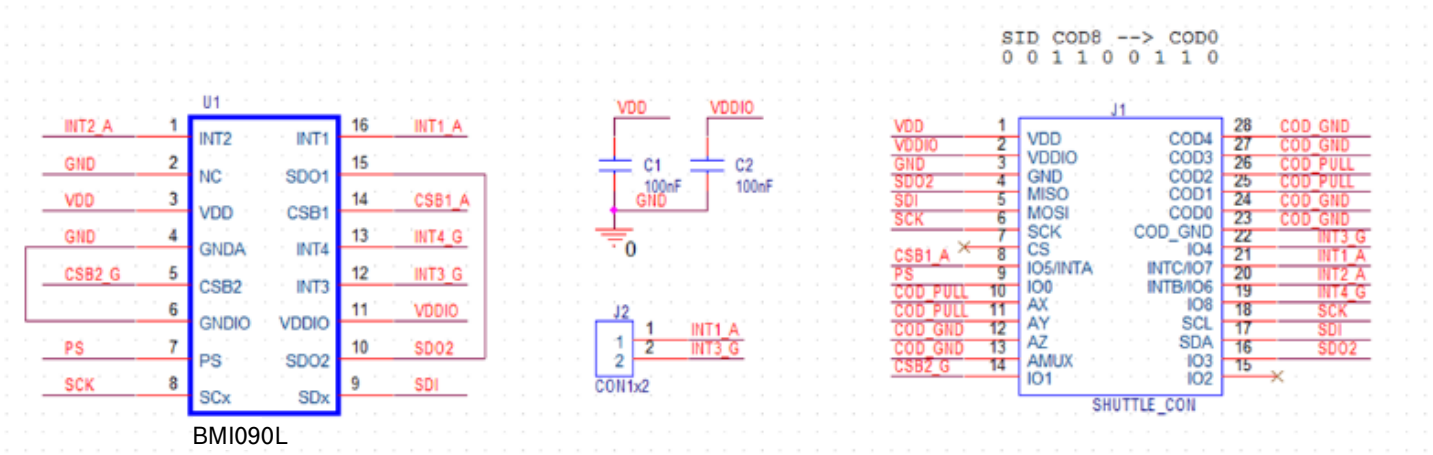 U1
INT2_A 1 INT2 INT1 16 INT1_A
GND 2 NC SDO1 15
VDD 3 VDD CSB1 14 CSB1_A
GND 4 GNDA INT4 13 INT4_G
CSB2_G 5 CSB2 INT3 12 INT3_G
6 GNDIO VDDIO 11 VDDIO
PS 7 PS SDO2 10 SDO2
SCK 8 SCx SDx 9 SDI
BMI090L
VDD VDDIO
C1 C2
100nF 100nF
GND
0
J2
1 1 INT1_A
2 2 INT3_G
CON1x2
SID COD8 --> COD0
0 0 1 1 0 0 1 1 0
J1
VDD 1 VDD COD4 28 COD_GND
VDDIO 2 VDDIO COD3 27 COD_GND
GND 3 GND COD2 26 COD_PULL
SDO2 4 MISO COD1 25 COD_PULL
SDI 5 MOSI COD0 24 COD_GND
SCK 6 SCK COD_GND 23 COD_GND
7 CS IO4 22 INT3_G
CSB1_A 8 IO5/INTA INTC/IO7 21 INT1_A
PS 9 IO0 INTB/IO6 20 INT2_A
COD_PULL 10 AX IO8 19 INT4_G
COD_PULL 11 AY SCL 18 SCK
COD_GND 12 AZ SDA 17 SDI
COD_GND 13 AMUX IO3 16 SDO2
CSB2_G 14 IO1 IO2 15
SHUTTLE_CON